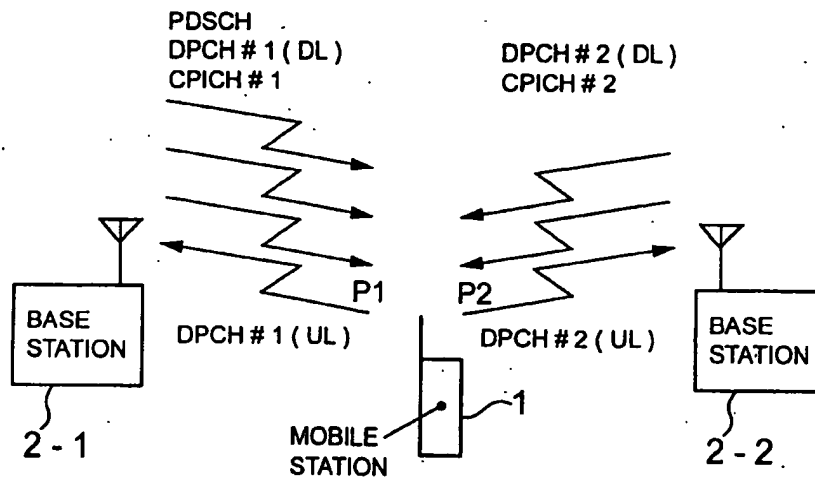 PDSCH
DPCH # 1 ( DL )
CPICH # 1
DPCH # 2 ( DL )
CPICH # 2
P1
P2
BASE
STATION
DPCH # 1 ( UL )
DPCH # 2 ( UL )
BASE
STATION
2 - 1
MOBILE
STATION
1
2 - 2